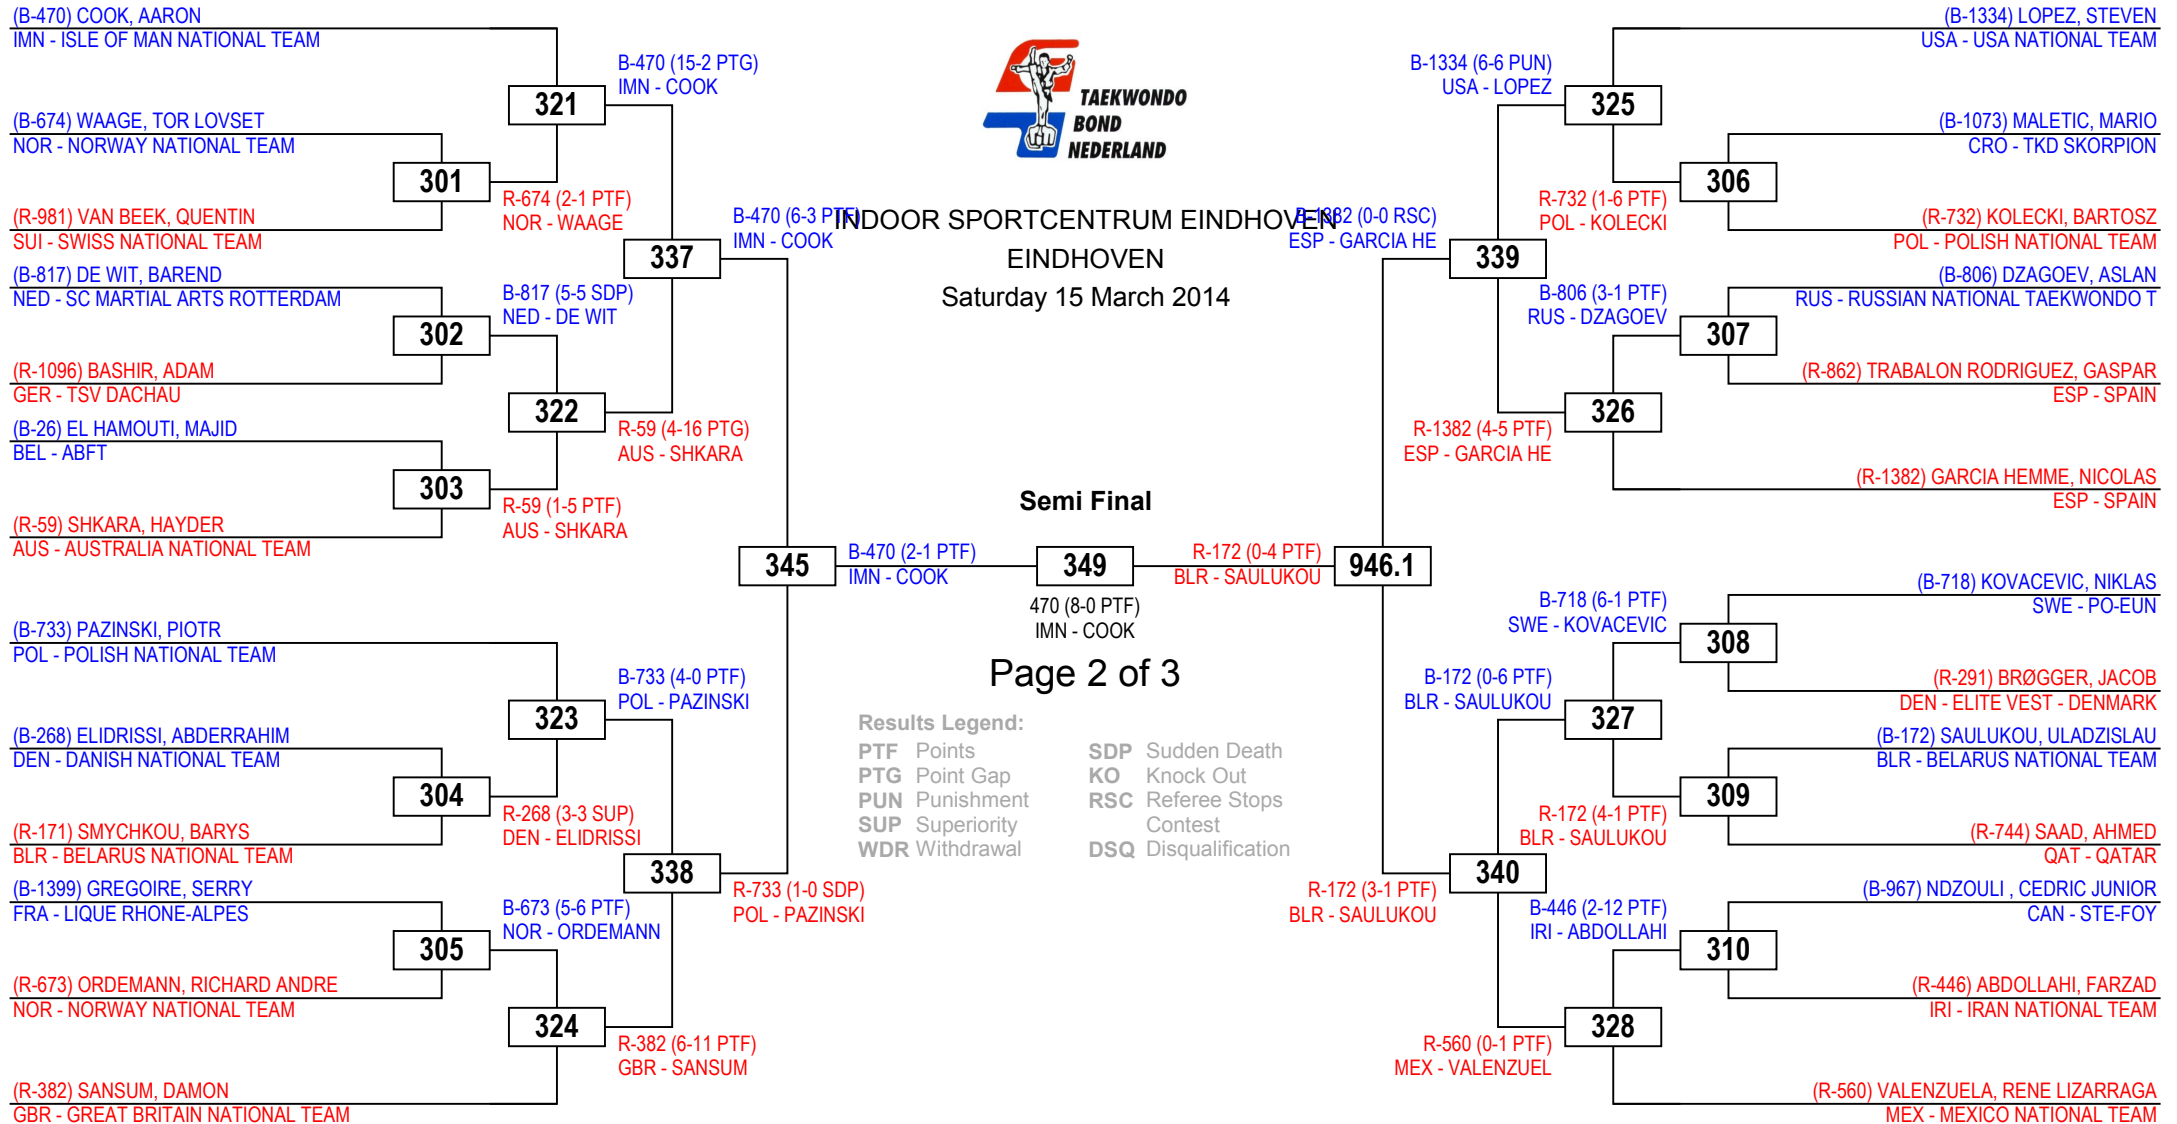 (B-470) COOK, AARON
IMN - ISLE OF MAN NATIONAL TEAM
(B-674) WAAGE, TOR LOVSET
NOR - NORWAY NATIONAL TEAM
(R-981) VAN BEEK, QUENTIN
SUI - SWISS NATIONAL TEAM
(B-817) DE WIT, BAREND
NED - SC MARTIAL ARTS ROTTERDAM
(R-1096) BASHIR, ADAM
GER - TSV DACHAU
(B-26) EL HAMOUTI, MAJID
BEL - ABFT
(R-59) SHKARA, HAYDER
AUS - AUSTRALIA NATIONAL TEAM
(B-733) PAZINSKI, PIOTR
POL - POLISH NATIONAL TEAM
(B-268) ELIDRISSI, ABDERRAHIM
DEN - DANISH NATIONAL TEAM
(R-171) SMYCHKOU, BARYS
BLR - BELARUS NATIONAL TEAM
(B-1399) GREGOIRE, SERRY
FRA - LIQUE RHONE-ALPES
(R-673) ORDEMANN, RICHARD ANDRE
NOR - NORWAY NATIONAL TEAM
(R-382) SANSUM, DAMON
GBR - GREAT BRITAIN NATIONAL TEAM
301
302
303
304
305
R-674 (2-1 PTF)
NOR - WAAGE
B-817 (5-5 SDP)
NED - DE WIT
R-59 (1-5 PTF)
AUS - SHKARA
R-268 (3-3 SUP)
DEN - ELIDRISSI
B-673 (5-6 PTF)
NOR - ORDEMANN
321
322
323
324
B-470 (15-2 PTG)
IMN - COOK
R-59 (4-16 PTG)
AUS - SHKARA
B-733 (4-0 PTF)
POL - PAZINSKI
R-382 (6-11 PTF)
GBR - SANSUM
337
338
B-470 (6-3 PTF)
IMN - COOK
R-733 (1-0 SDP)
POL - PAZINSKI
345
B-470 (2-1 PTF)
IMN - COOK
TAEKWONDO
BOND
NEDERLAND
INDOOR SPORTCENTRUM EINDHOVEN
EINDHOVEN
Saturday 15 March 2014
Semi Final
349
470 (8-0 PTF)
IMN - COOK
Page 2 of 3
Results Legend:
PTF Points
PTG Point Gap
PUN Punishment
SUP Superiority
WDR Withdrawal
SDP Sudden Death
KO Knock Out
RSC Referee Stops
Contest
DSQ Disqualification
R-172 (0-4 PTF)
BLR - SAULUKOU
946.1
B-1382 (0-0 RSC)
ESP - GARCIA HE
R-172 (3-1 PTF)
BLR - SAULUKOU
339
340
B-1334 (6-6 PUN)
USA - LOPEZ
R-1382 (4-5 PTF)
ESP - GARCIA HE
B-172 (0-6 PTF)
BLR - SAULUKOU
R-560 (0-1 PTF)
MEX - VALENZUEL
325
326
327
328
R-732 (1-6 PTF)
POL - KOLECKI
B-806 (3-1 PTF)
RUS - DZAGOEV
B-718 (6-1 PTF)
SWE - KOVACEVIC
R-172 (4-1 PTF)
BLR - SAULUKOU
B-446 (2-12 PTF)
IRI - ABDOLLAHI
306
307
308
309
310
(B-1334) LOPEZ, STEVEN
USA - USA NATIONAL TEAM
(B-1073) MALETIC, MARIO
CRO - TKD SKORPION
(R-732) KOLECKI, BARTOSZ
POL - POLISH NATIONAL TEAM
(B-806) DZAGOEV, ASLAN
RUS - RUSSIAN NATIONAL TAEKWONDO T
(R-862) TRABALON RODRIGUEZ, GASPAR
ESP - SPAIN
(R-1382) GARCIA HEMME, NICOLAS
ESP - SPAIN
(B-718) KOVACEVIC, NIKLAS
SWE - PO-EUN
(R-291) BRØGGER, JACOB
DEN - ELITE VEST - DENMARK
(B-172) SAULUKOU, ULADZISLAU
BLR - BELARUS NATIONAL TEAM
(R-744) SAAD, AHMED
QAT - QATAR
(B-967) NDZOULI , CEDRIC JUNIOR
CAN - STE-FOY
(R-446) ABDOLLAHI, FARZAD
IRI - IRAN NATIONAL TEAM
(R-560) VALENZUELA, RENE LIZARRAGA
MEX - MEXICO NATIONAL TEAM